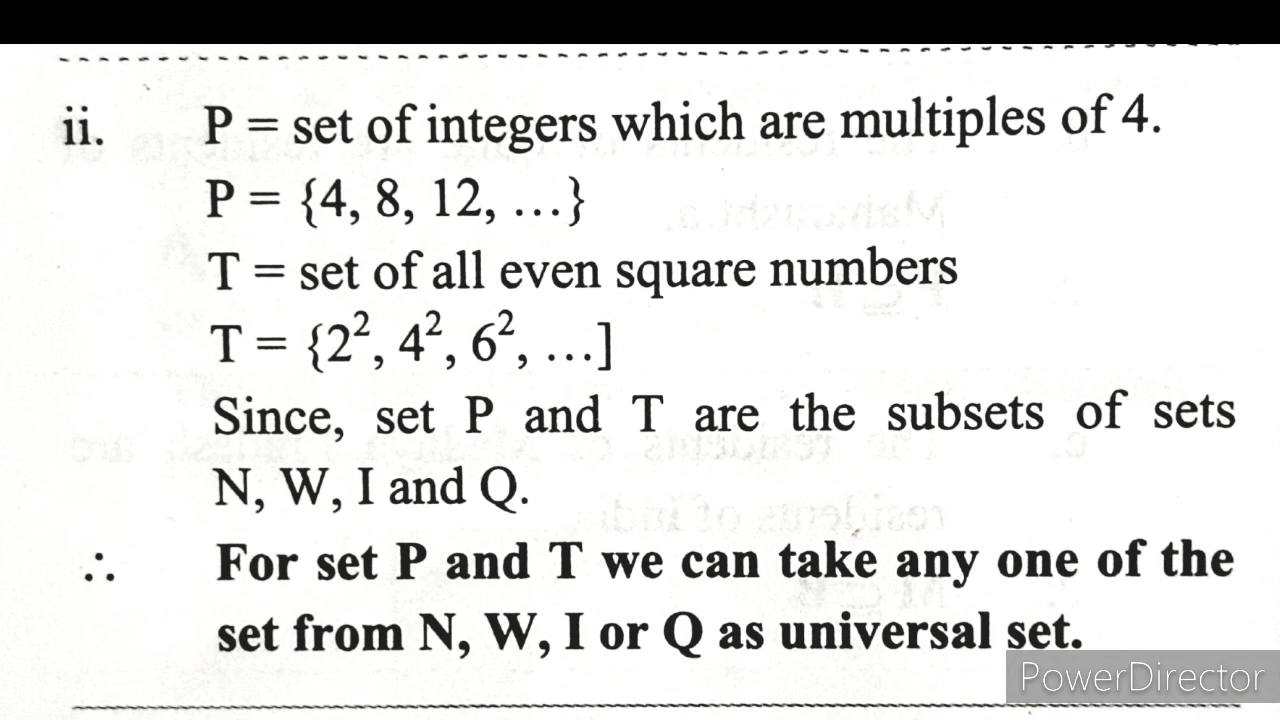 ii. P = set of integers which are multiples of 4.
P = {4, 8, 12, …}
T = set of all even square numbers
T = {2², 4², 6², …]
Since, set P and T are the subsets of sets
N, W, I and Q.
∴ For set P and T we can take any one of the
set from N, W, I or Q as universal set.
PowerDirector